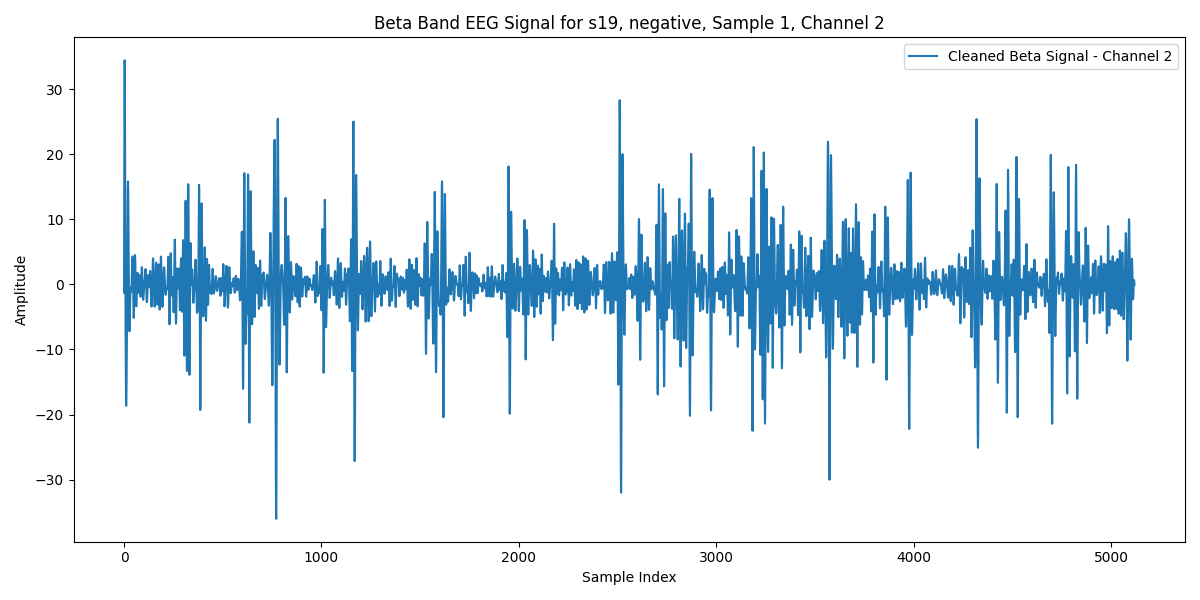 Beta Band EEG Signal for s19, negative, Sample 1, Channel 2
Cleaned Beta Signal - Channel 2
Amplitude
30
20
10
0
−10
−20
−30
0 1000 2000 3000 4000 5000
Sample Index